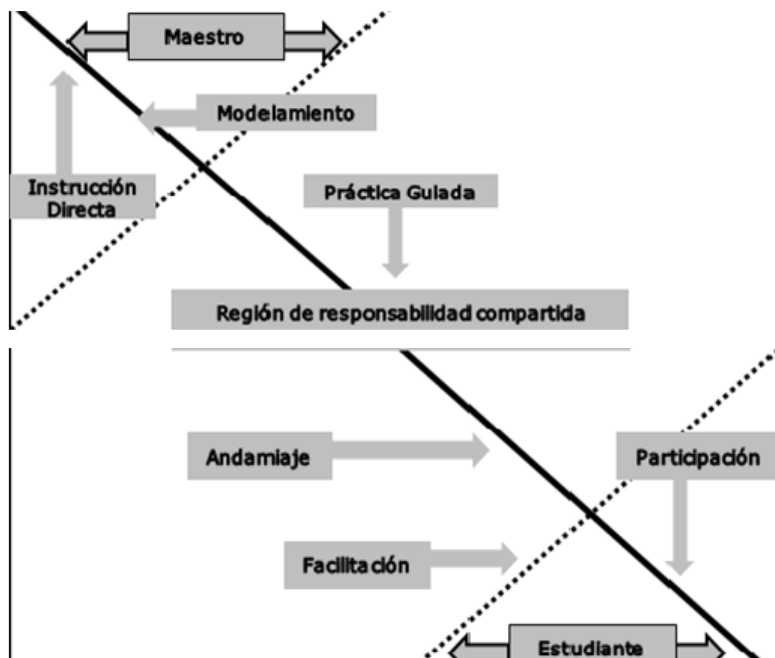 Maestro
Modelamiento
Instrucción
Directa
Práctica Guiada
Región de responsabilidad compartida
Andamiaje
Participación
Facilitación
Estudiante